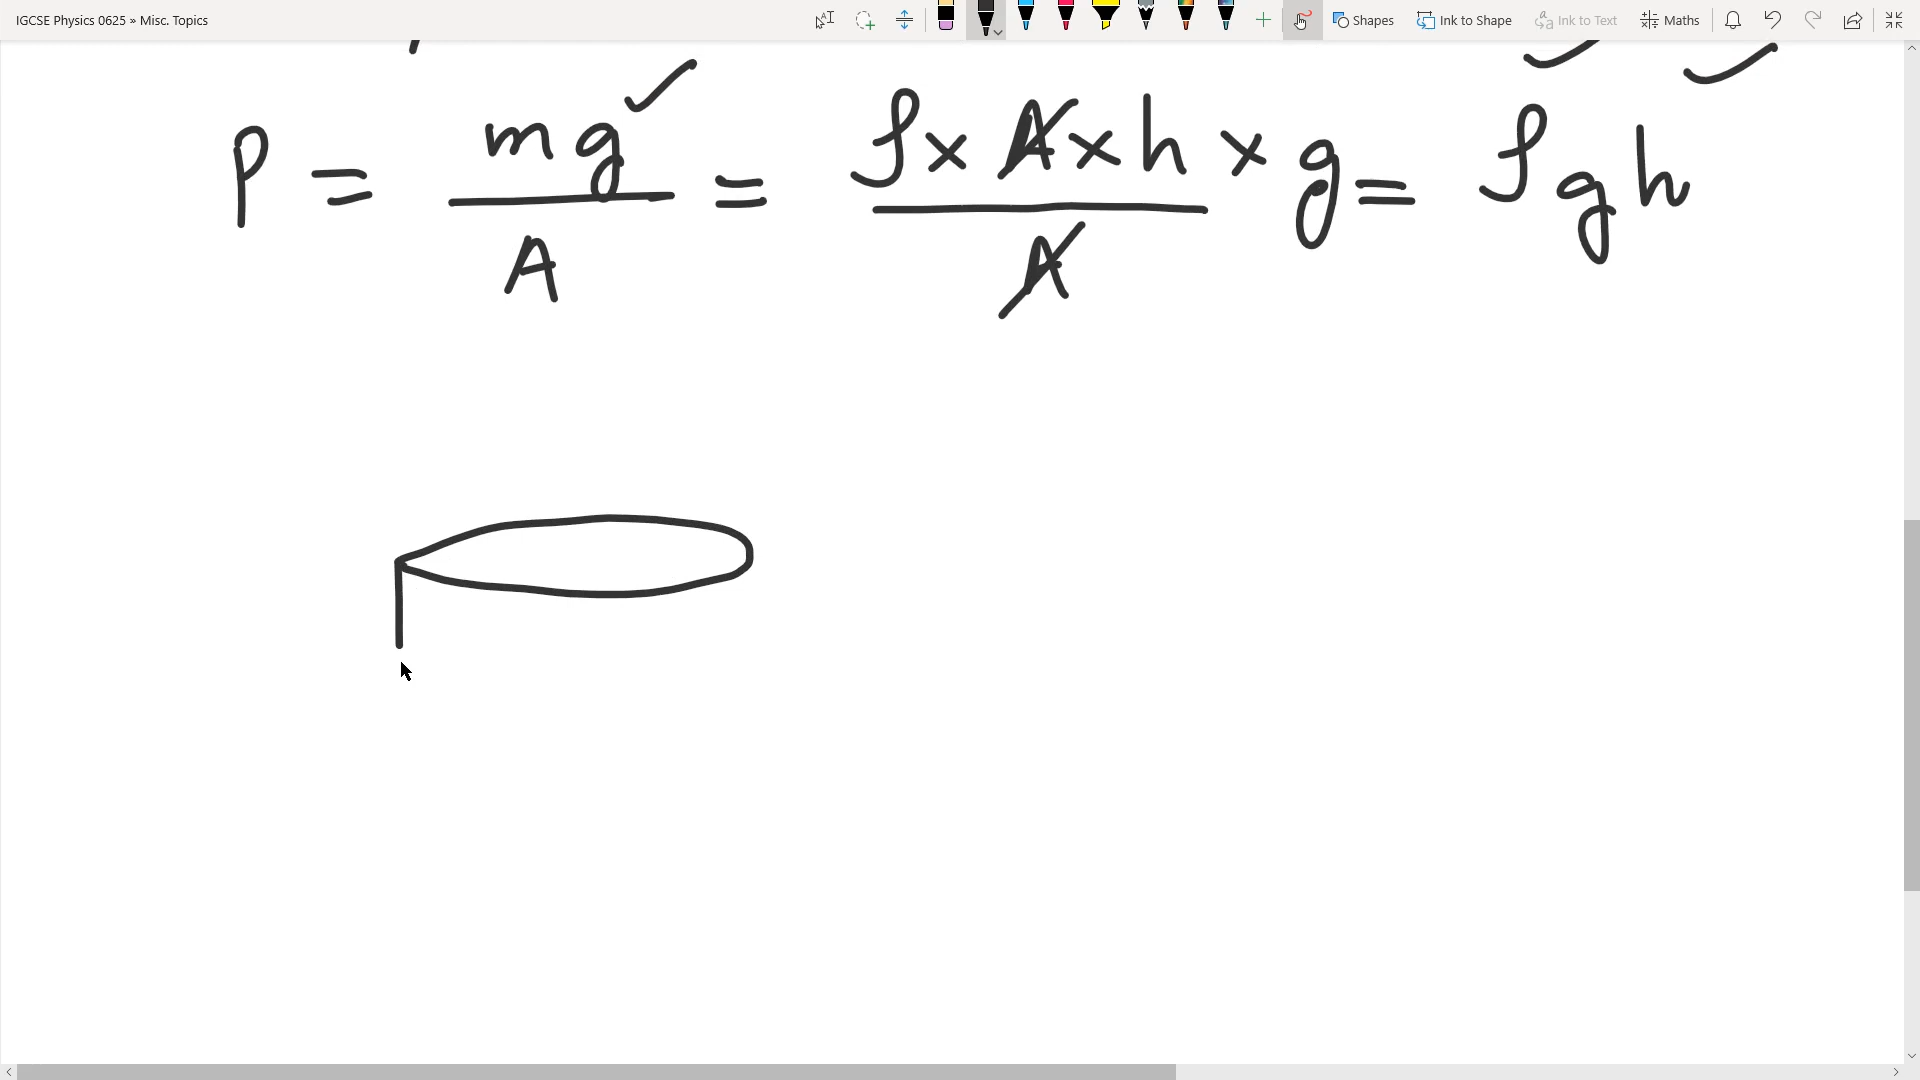 IGCSE Physics 0625 » Misc. Topics
Shapes Ink to Shape Ink to Text Maths
P = mg / A = ρ x A x h / A x g = ρgh